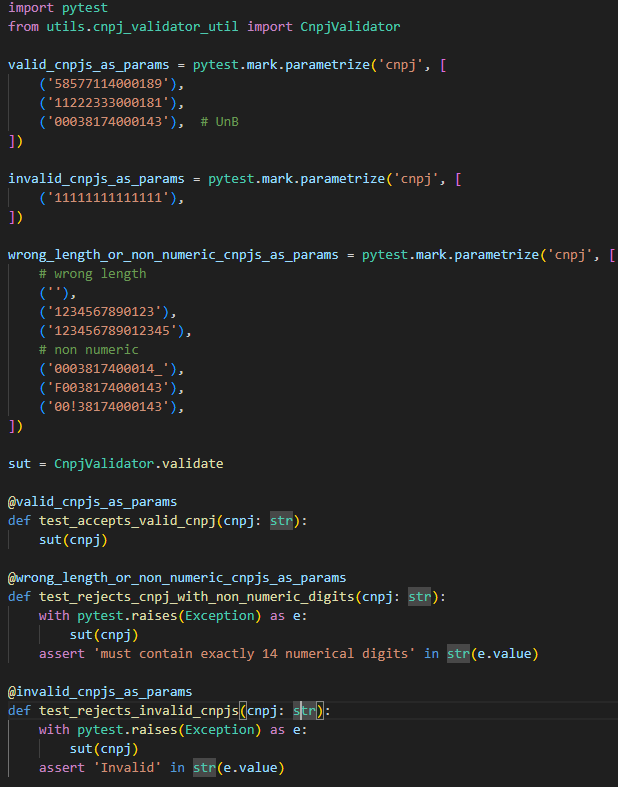 import pytest
from utils.cnpj_validator_util import CnpjValidator

valid_cnpjs_as_params = pytest.mark.parametrize('cnpj', [
    ('58577114000189'),
    ('11222333000181'),
    ('00038174000143'),  # UnB
])

invalid_cnpjs_as_params = pytest.mark.parametrize('cnpj', [
    ('11111111111111'),
])

wrong_length_or_non_numeric_cnpjs_as_params = pytest.mark.parametrize('cnpj', [
    # wrong length
    (''),
    ('1234567890123'),
    ('123456789012345'),
    # non numeric
    ('0003817400014_'),
    ('F0038174000143'),
    ('00!38174000143'),
])

sut = CnpjValidator.validate

@valid_cnpjs_as_params
def test_accepts_valid_cnpj(cnpj: str):
    sut(cnpj)

@wrong_length_or_non_numeric_cnpjs_as_params
def test_rejects_cnpj_with_non_numeric_digits(cnpj: str):
    with pytest.raises(Exception) as e:
        sut(cnpj)
    assert 'must contain exactly 14 numerical digits' in str(e.value)

@invalid_cnpjs_as_params
def test_rejects_invalid_cnpjs(cnpj: str):
    with pytest.raises(Exception) as e:
        sut(cnpj)
    assert 'Invalid' in str(e.value)